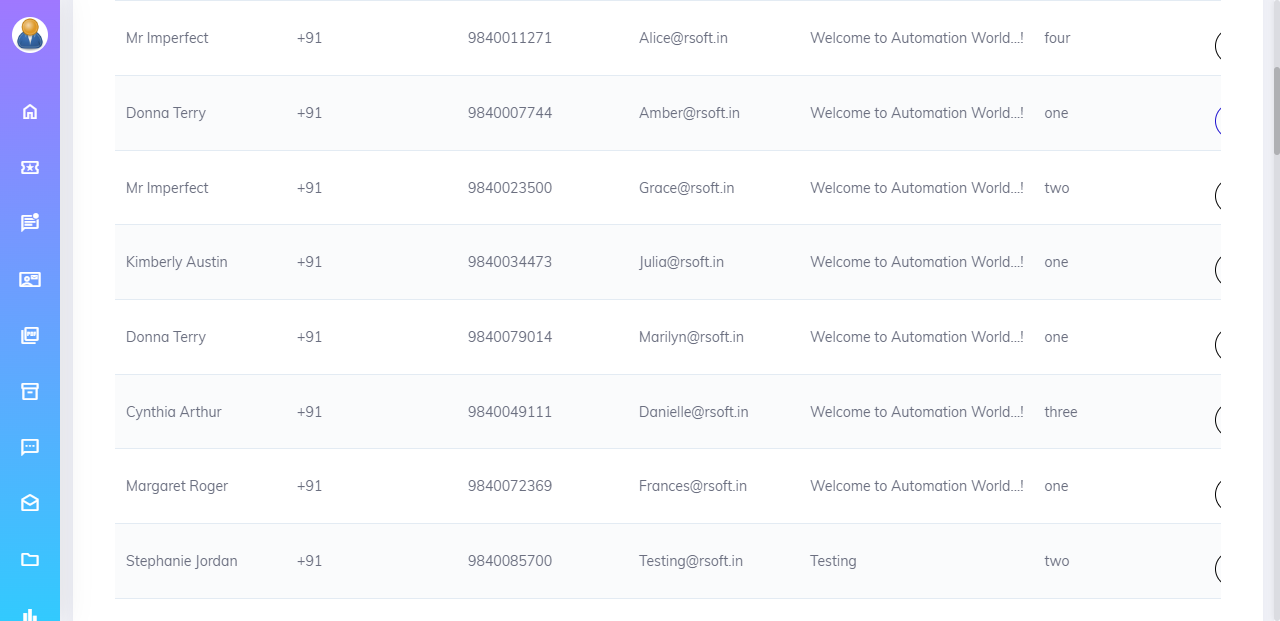 Mr Imperfect +91 9840011271 Alice@rsoft.in Welcome to Automation World...! four
Donna Terry +91 9840007744 Amber@rsoft.in Welcome to Automation World...! one
Mr Imperfect +91 9840023500 Grace@rsoft.in Welcome to Automation World...! two
Kimberly Austin +91 9840034473 Julia@rsoft.in Welcome to Automation World...! one
Donna Terry +91 9840079014 Marilyn@rsoft.in Welcome to Automation World...! one
Cynthia Arthur +91 9840049111 Danielle@rsoft.in Welcome to Automation World...! three
Margaret Roger +91 9840072369 Frances@rsoft.in Welcome to Automation World...! one
Stephanie Jordan +91 9840085700 Testing@rsoft.in Testing two